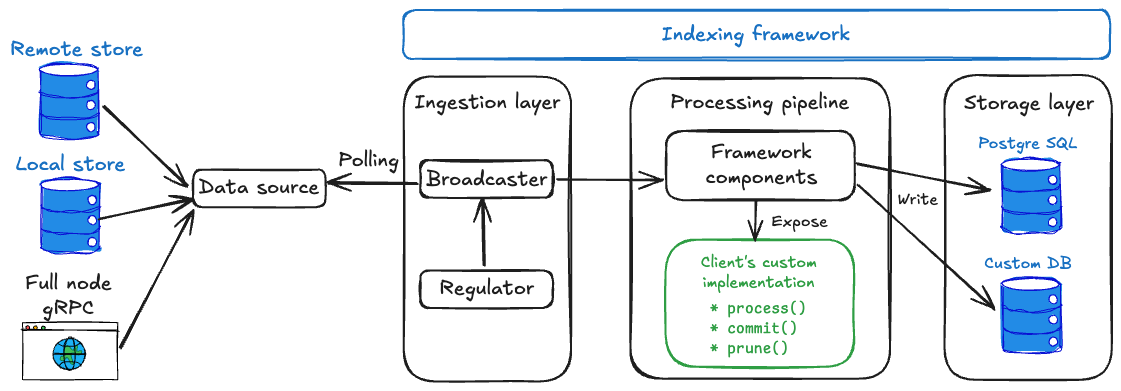 Indexing framework
Remote store
Local store
Full node
gRPC
Data source
Polling
Ingestion layer
Broadcaster
Regulator
Processing pipeline
Framework
components
Expose
Client's custom
implementation
* process()
* commit()
* prune()
Write
Storage layer
Postgre SQL
Custom DB